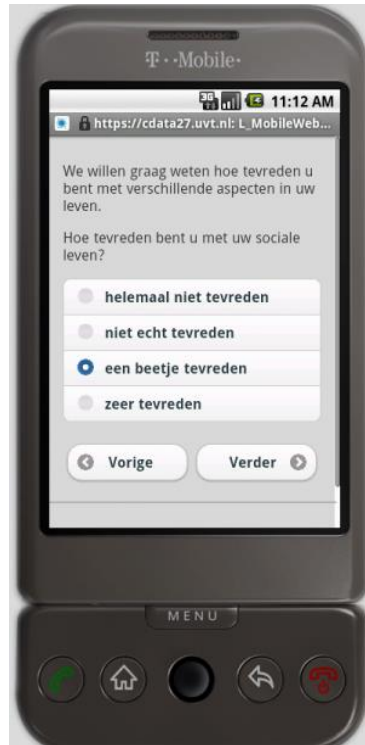 T··Mobile·
3G
11:12 AM
https://cdata27.uvt.nl: L_MobileWeb...
We willen graag weten hoe tevreden u
bent met verschillende aspecten in uw
leven.
Hoe tevreden bent u met uw sociale
leven?
helemaal niet tevreden
niet echt tevreden
een beetje tevreden
zeer tevreden
Vorige
Verder
MENU